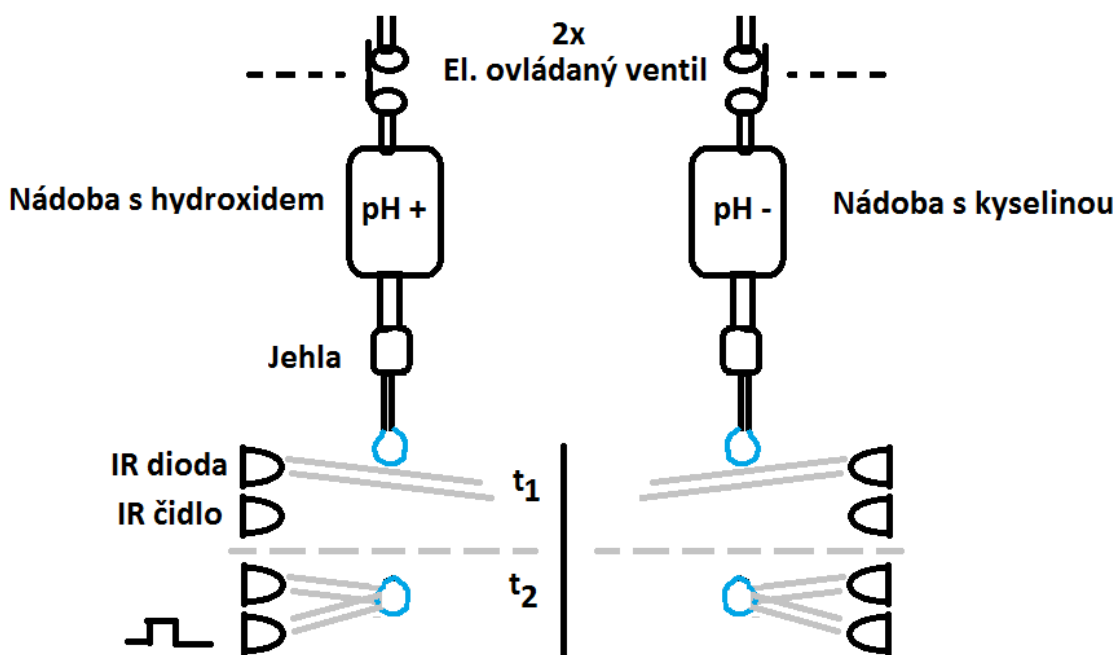 2x
El. ovládaný ventil
Nádoba s hydroxidem
pH +
pH -
Nádoba s kyselinou
Jehla
IR dioda
t1
IR čidlo
t2